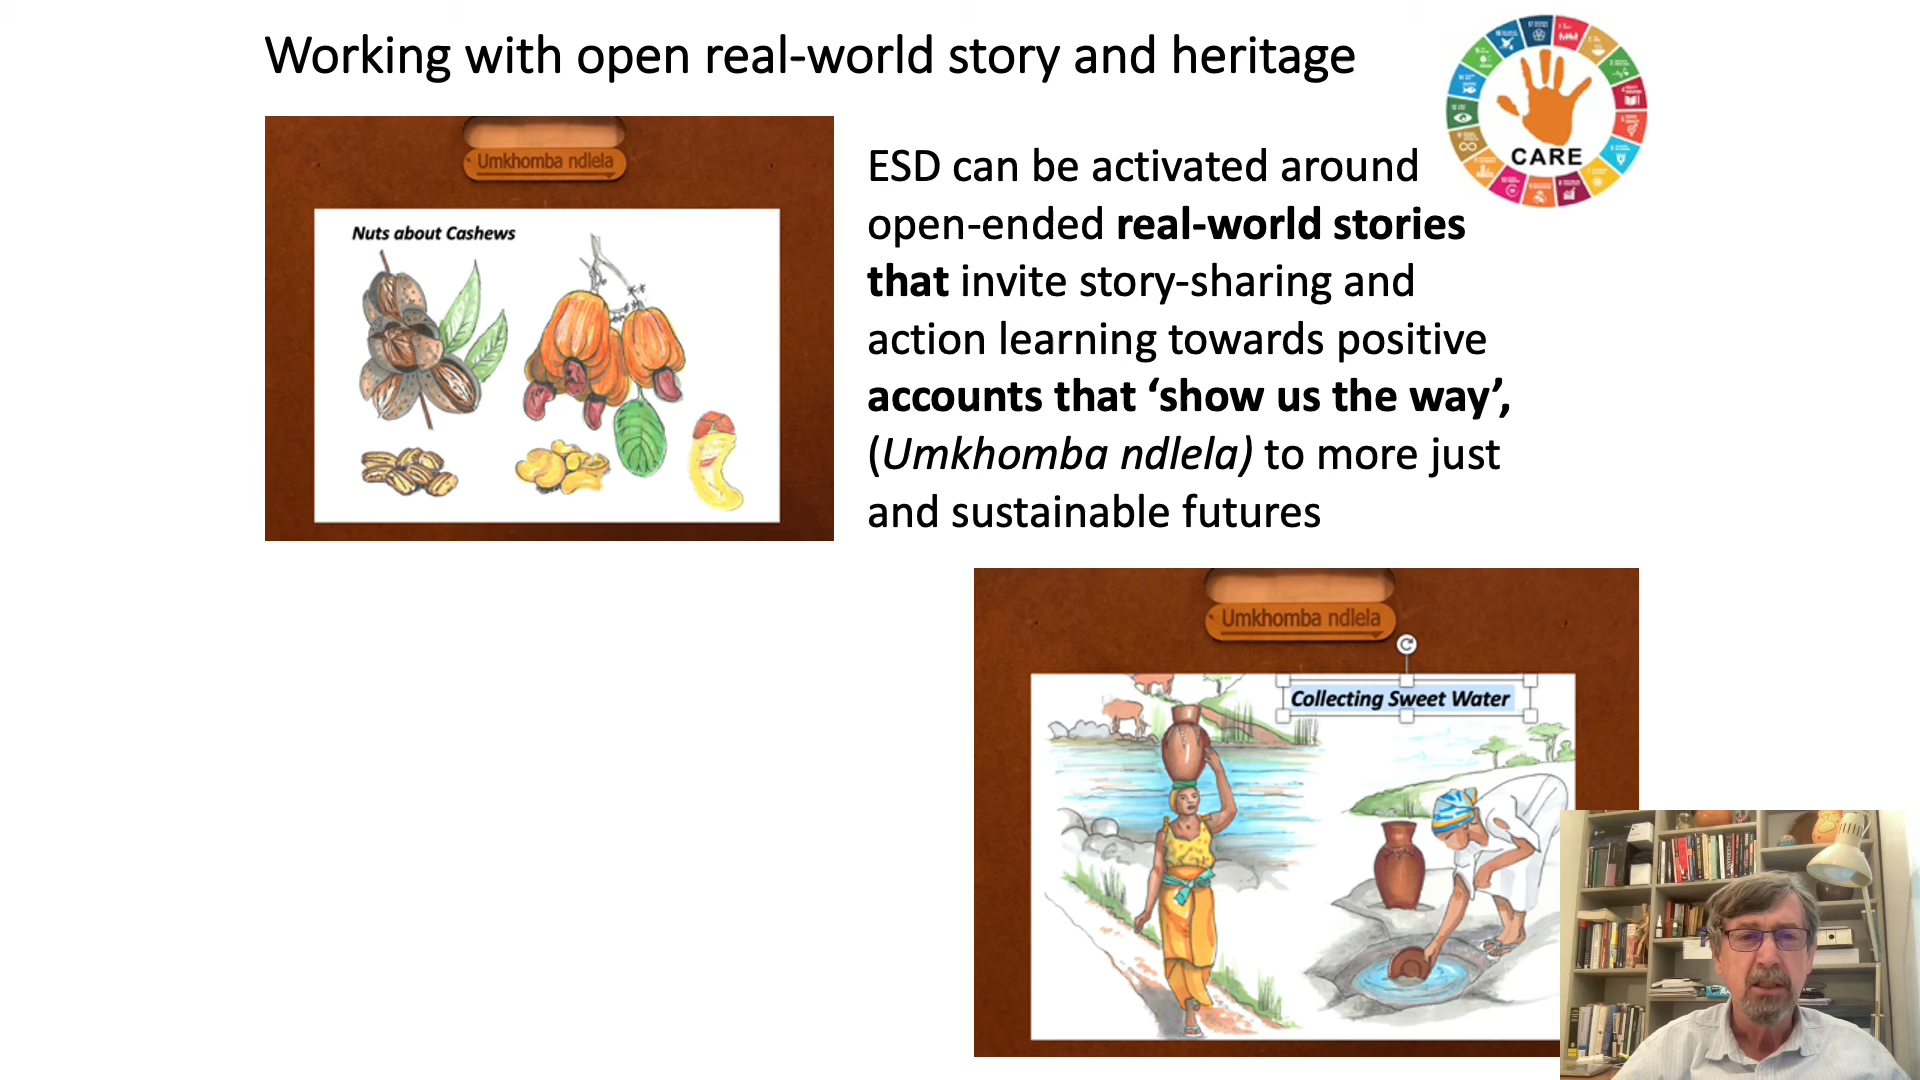 Working with open real-world story and heritage
CARE
Umkhomba ndlela
Nuts about Cashews
ESD can be activated around
open-ended real-world stories
that invite story-sharing and
action learning towards positive
accounts that ‘show us the way’,
(Umkhomba ndlela) to more just
and sustainable futures
Umkhomba ndlela
Collecting Sweet Water